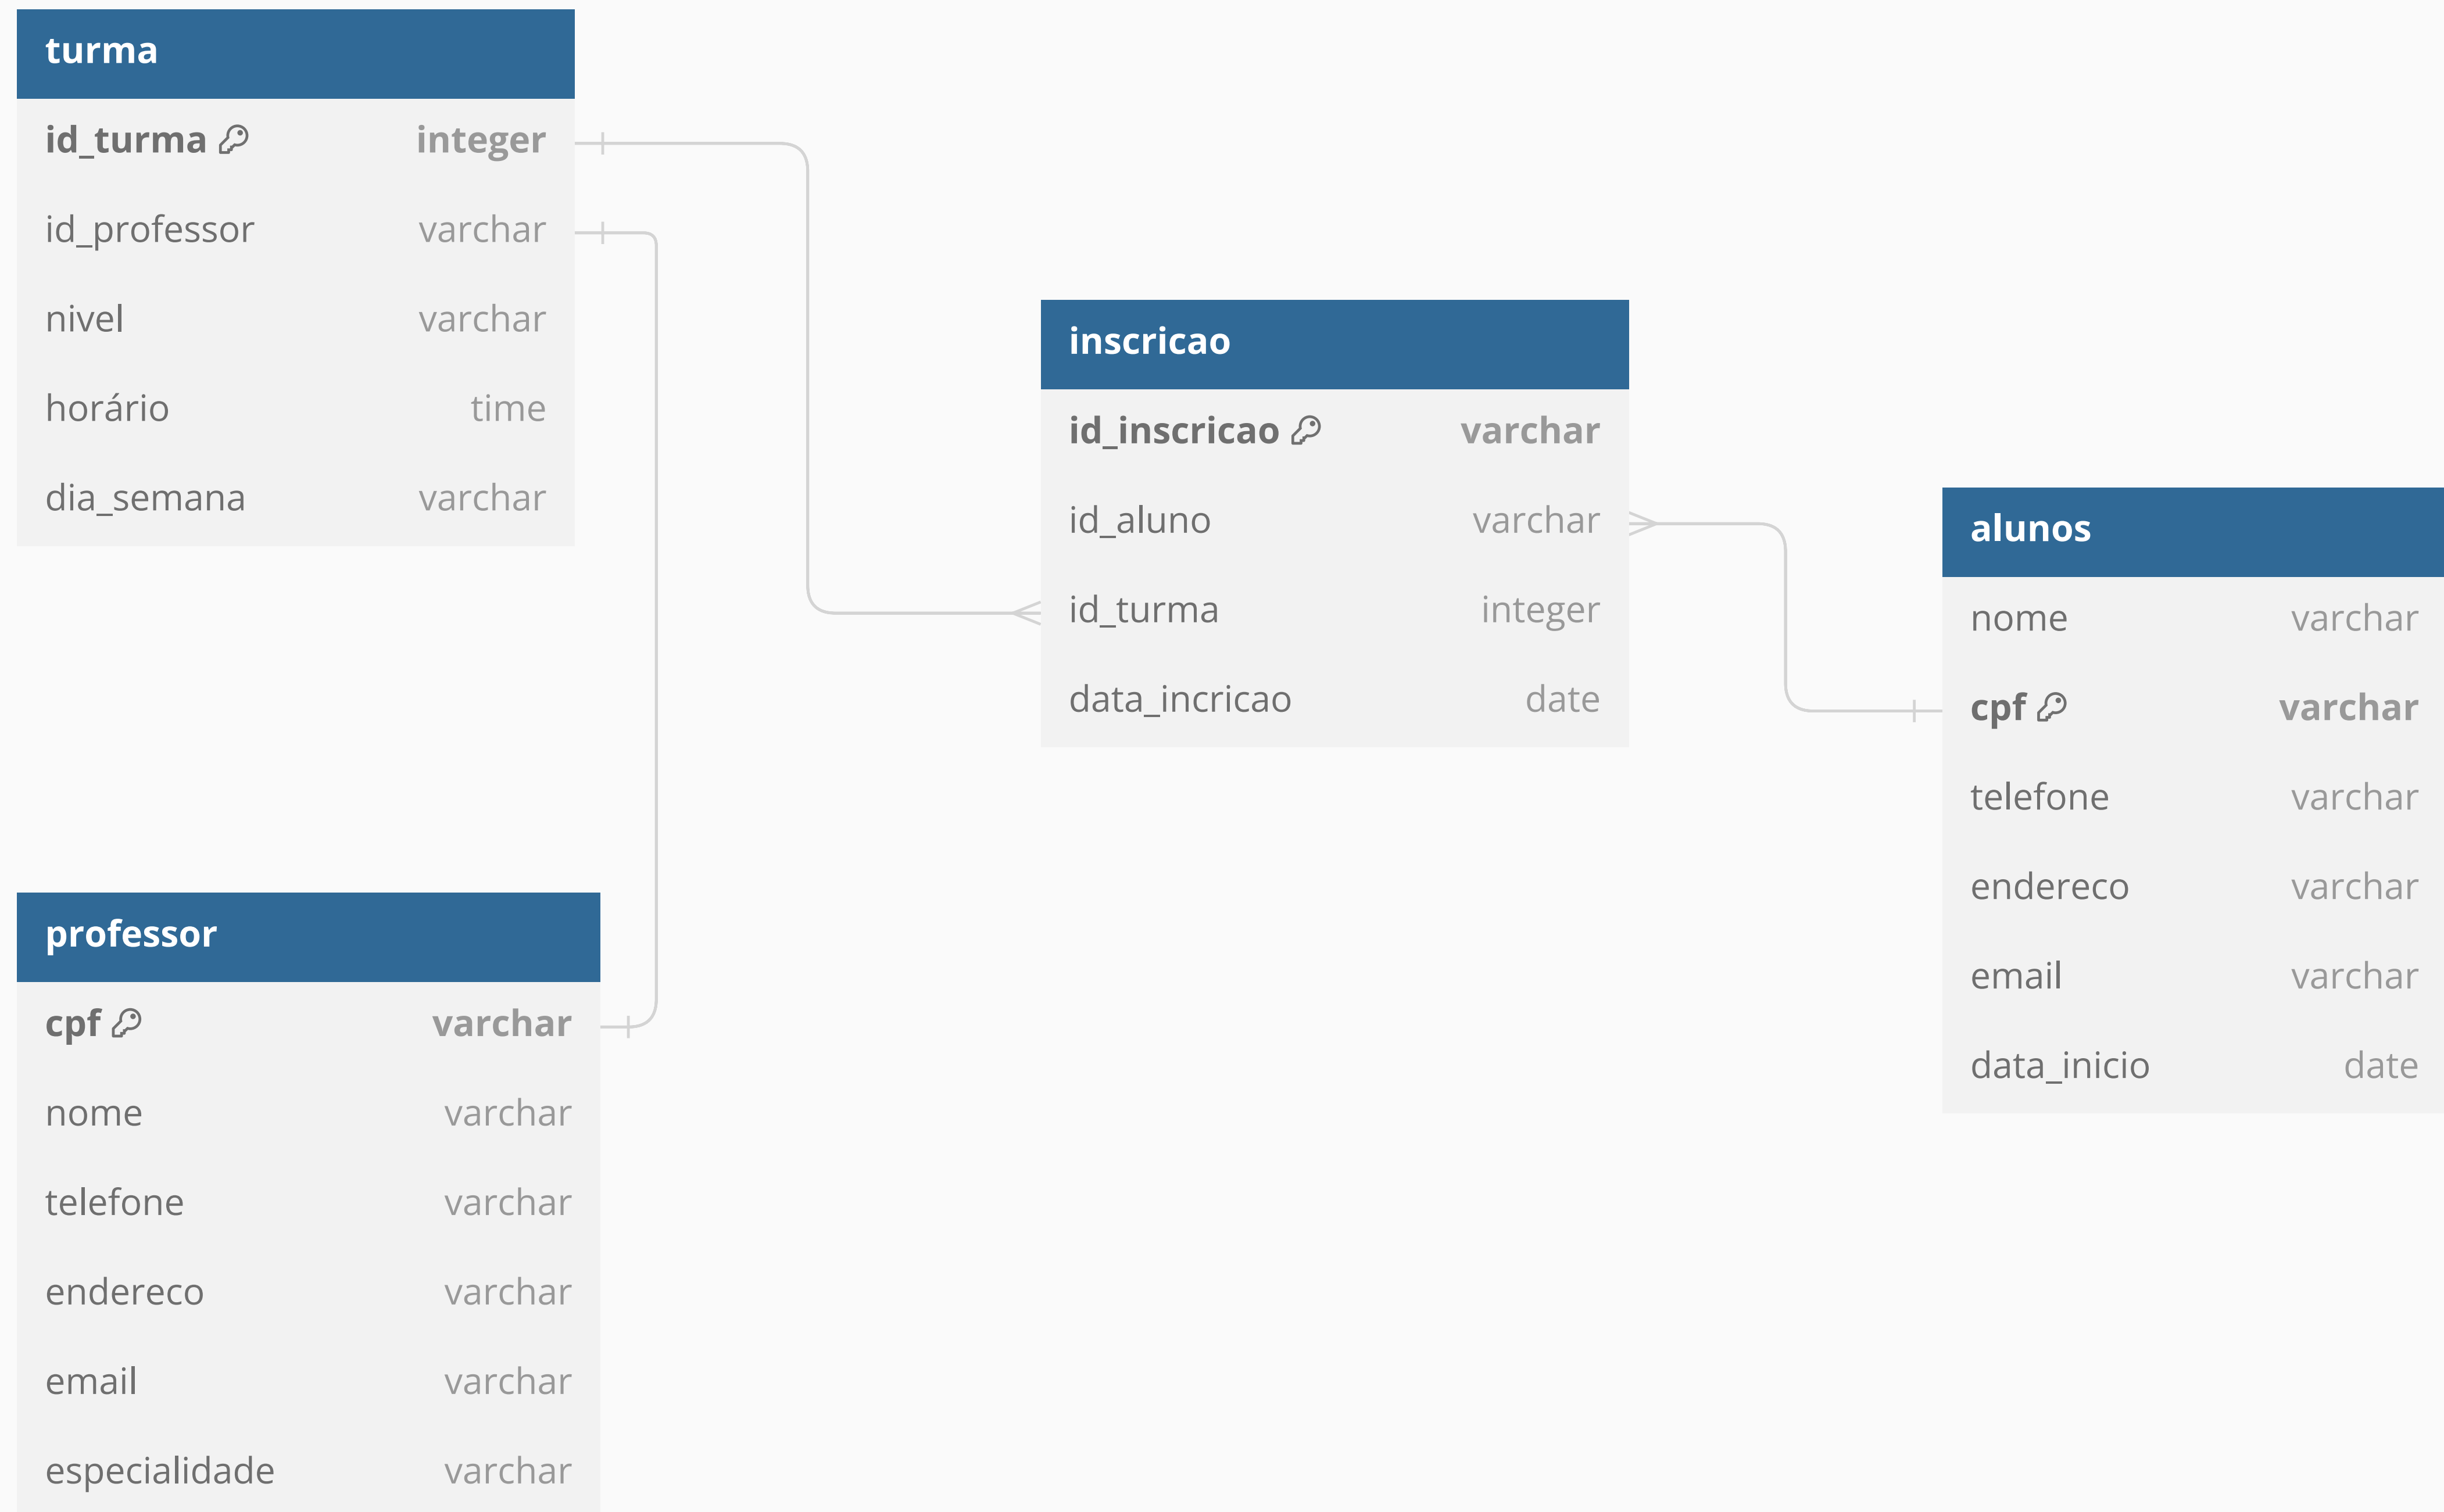 turma
id_turma integer
id_professor varchar
nivel varchar
horário time
dia_semana varchar
inscricao
id_inscricao varchar
id_aluno varchar
id_turma integer
data_incricao date
alunos
nome varchar
cpf varchar
telefone varchar
endereco varchar
email varchar
data_inicio date
professor
cpf varchar
nome varchar
telefone varchar
endereco varchar
email varchar
especialidade varchar